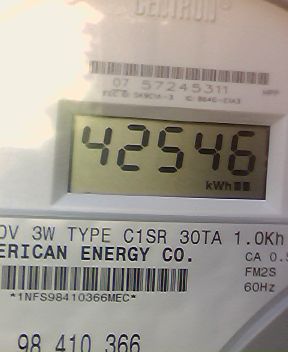 CENTRON
07 57245311
42546
kWh
0V 3W TYPE C1SR 30TA 1.0Kh
ERICAN ENERGY CO.
CA 0.
FM2S
60Hz
*1NFS98410366MEC*
98 410 366